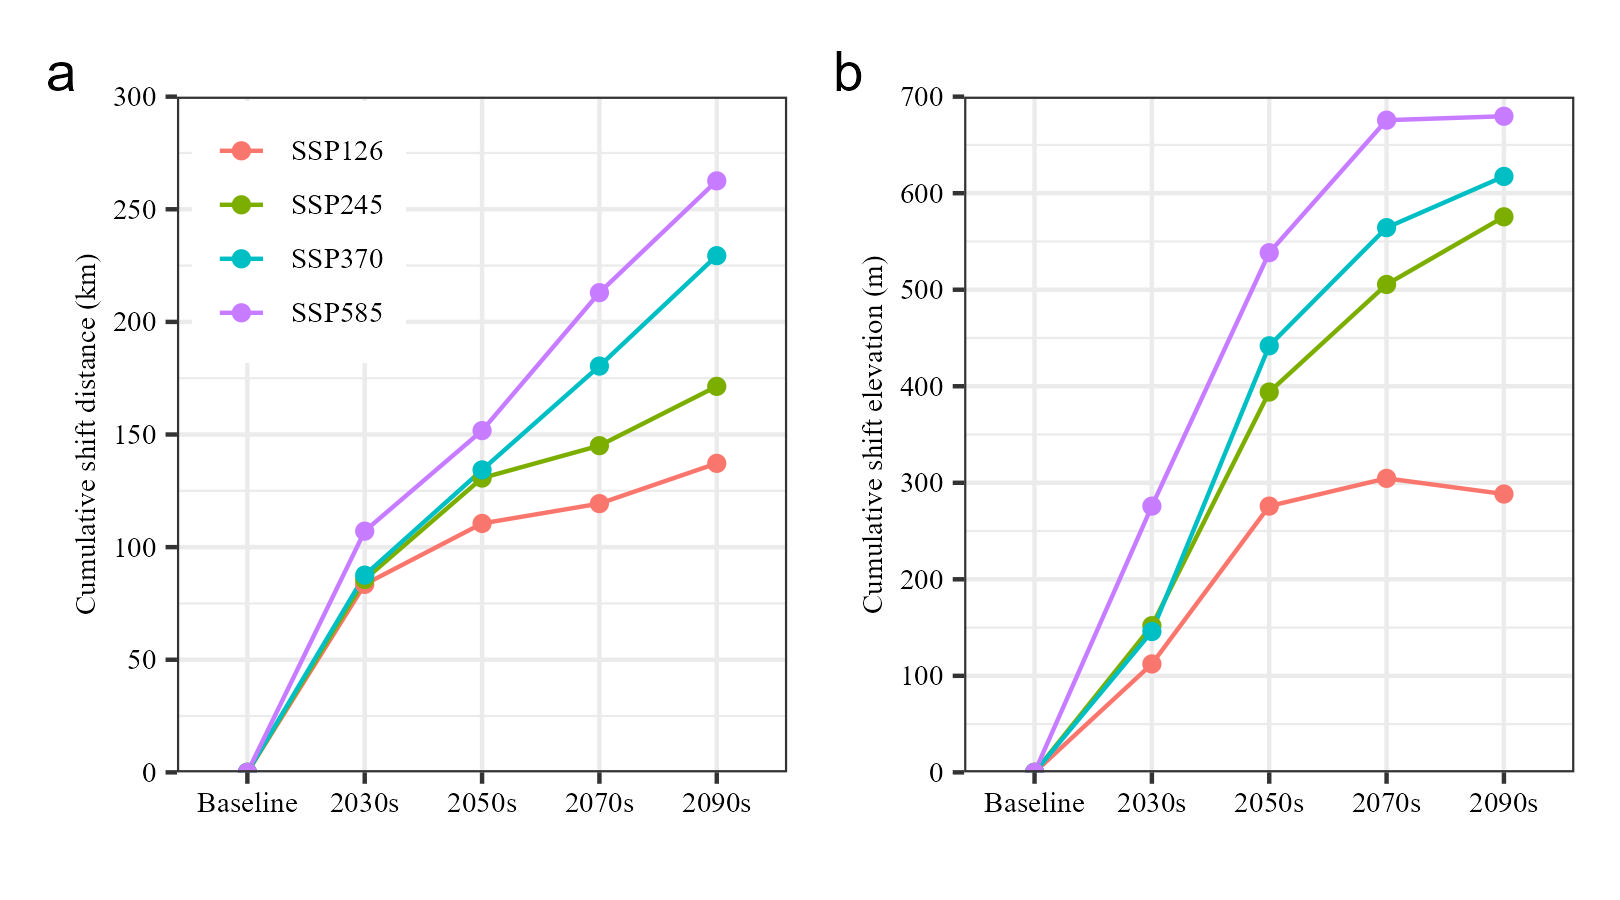 a
Cumulative shift distance (km)
300
250
200
150
100
50
0
SSP126
SSP245
SSP370
SSP585
Baseline 2030s 2050s 2070s 2090s
b
Cumulative shift elevation (m)
700
600
500
400
300
200
100
0
Baseline 2030s 2050s 2070s 2090s